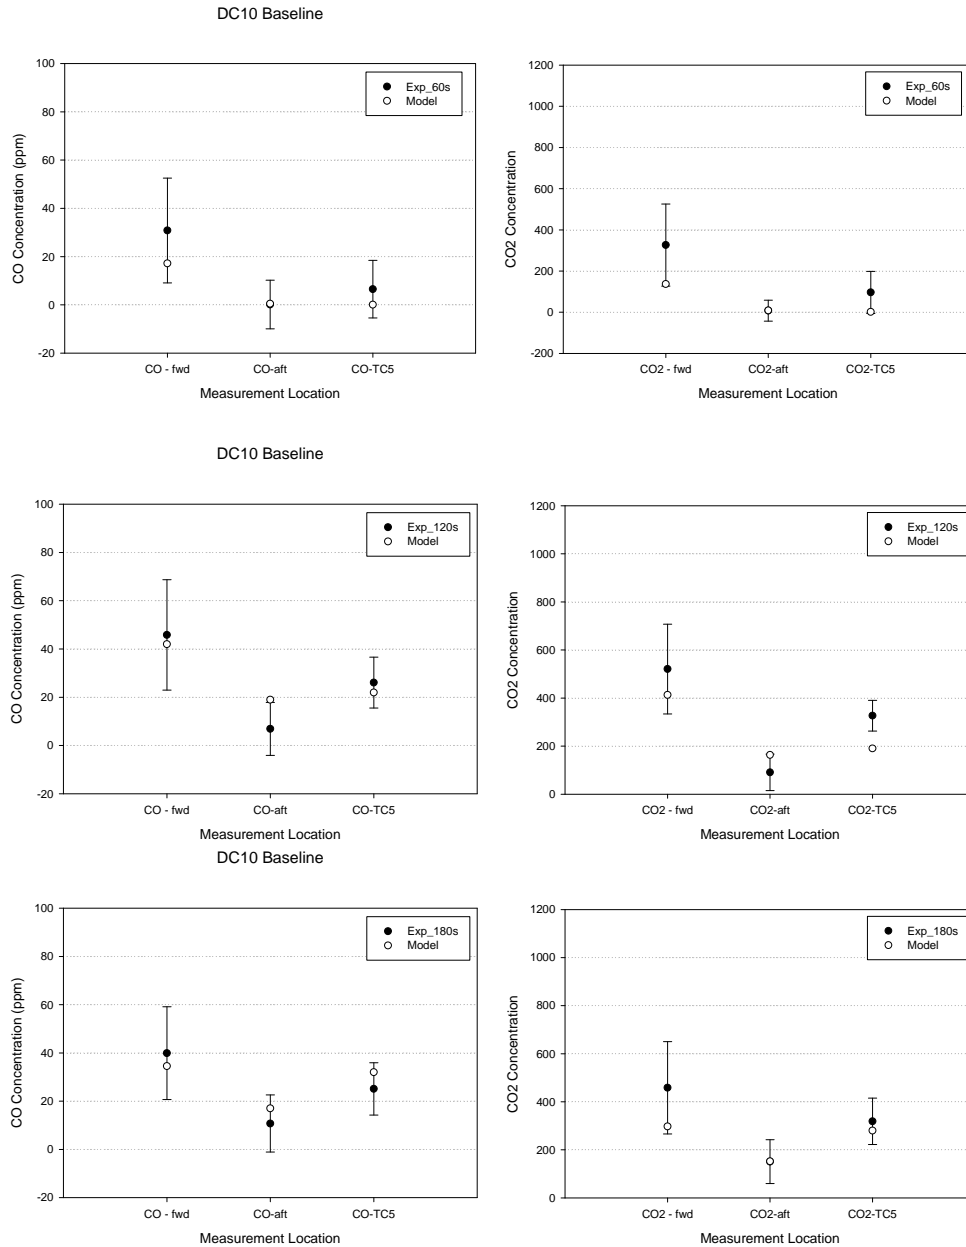 DC10 Baseline
CO Concentration (ppm)
100
80
60
40
20
0
-20
Exp_60s
Model
CO - fwd
CO-aft
CO-TC5
Measurement Location
CO2 Concentration
1200
1000
800
600
400
200
0
-200
Exp_60s
Model
CO2 - fwd
CO2-aft
CO2-TC5
Measurement Location
DC10 Baseline
CO Concentration (ppm)
100
80
60
40
20
0
-20
Exp_120s
Model
CO - fwd
CO-aft
CO-TC5
Measurement Location
CO2 Concentration
1200
1000
800
600
400
200
0
Exp_120s
Model
CO2 - fwd
CO2-aft
CO2-TC5
Measurement Location
DC10 Baseline
CO Concentration (ppm)
100
80
60
40
20
0
-20
Exp_180s
Model
CO - fwd
CO-aft
CO-TC5
Measurement Location
CO2 Concentration
1200
1000
800
600
400
200
0
Exp_180s
Model
CO2 - fwd
CO2-aft
CO2-TC5
Measurement Location